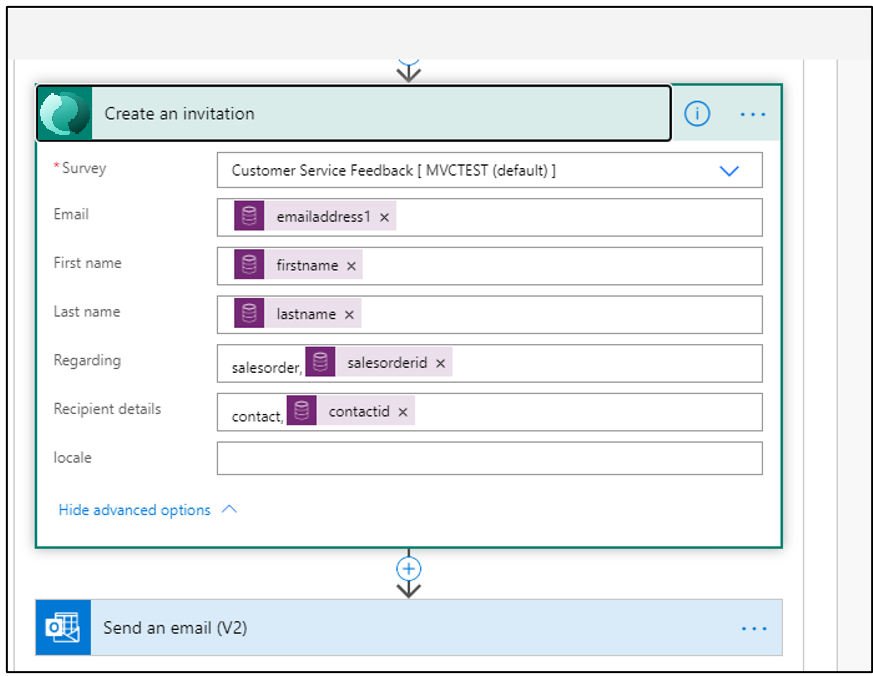 Create an invitation
* Survey Customer Service Feedback [ MVCTEST (default) ]
Email emailaddress1 ×
First name firstname ×
Last name lastname ×
Regarding salesorder, salesorderid ×
Recipient details contact, contactid ×
locale
Hide advanced options
Send an email (V2)